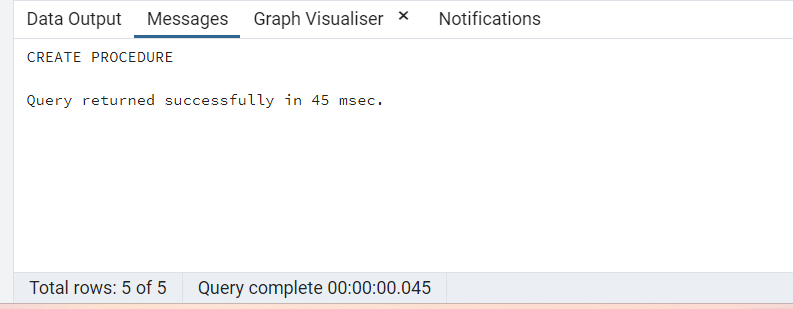 Data Output Messages Graph Visualiser × Notifications
CREATE PROCEDURE
Query returned successfully in 45 msec.
Total rows: 5 of 5 Query complete 00:00:00.045